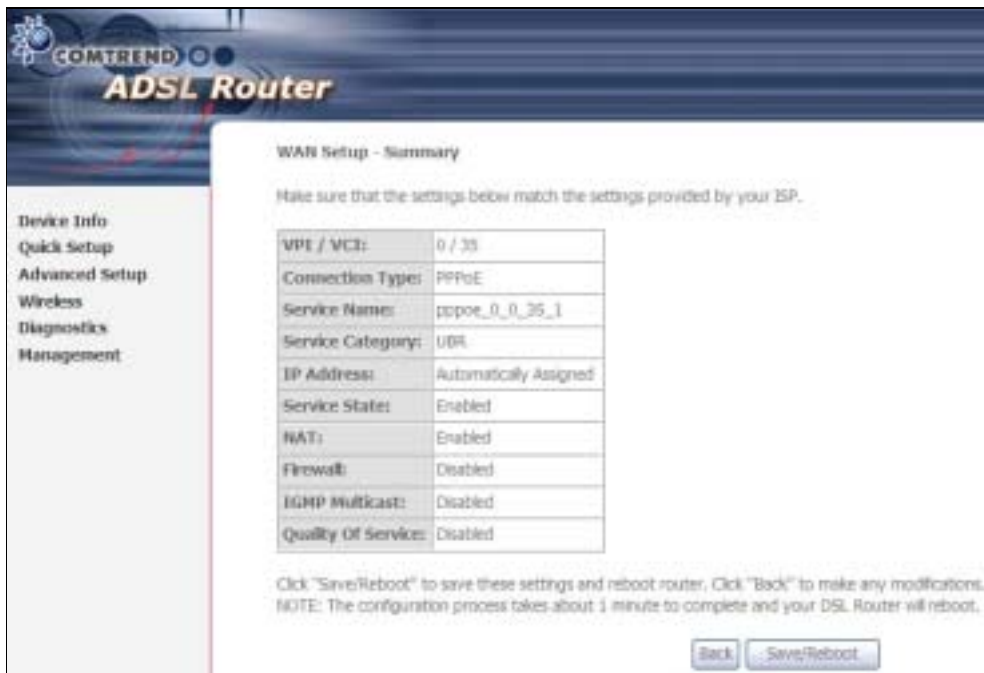 COMTREND
ADSL Router
WAN Setup - Summary
Make sure that the settings below match the settings provided by your ISP.
Device Info
Quick Setup
Advanced Setup
Wireless
Diagnostics
Management
VPI / VCI: 0 / 35
Connection Type: PPPoE
Service Name: pppoe_0_0_35_1
Service Category: UBR
IP Address: Automatically Assigned
Service State: Enabled
NAT: Enabled
Firewall: Disabled
IGMP Multicast: Disabled
Quality Of Service: Disabled
Click "Save/Reboot" to save these settings and reboot router. Click "Back" to make any modifications.
NOTE: The configuration process takes about 1 minute to complete and your DSL Router will reboot.
Back Save/Reboot